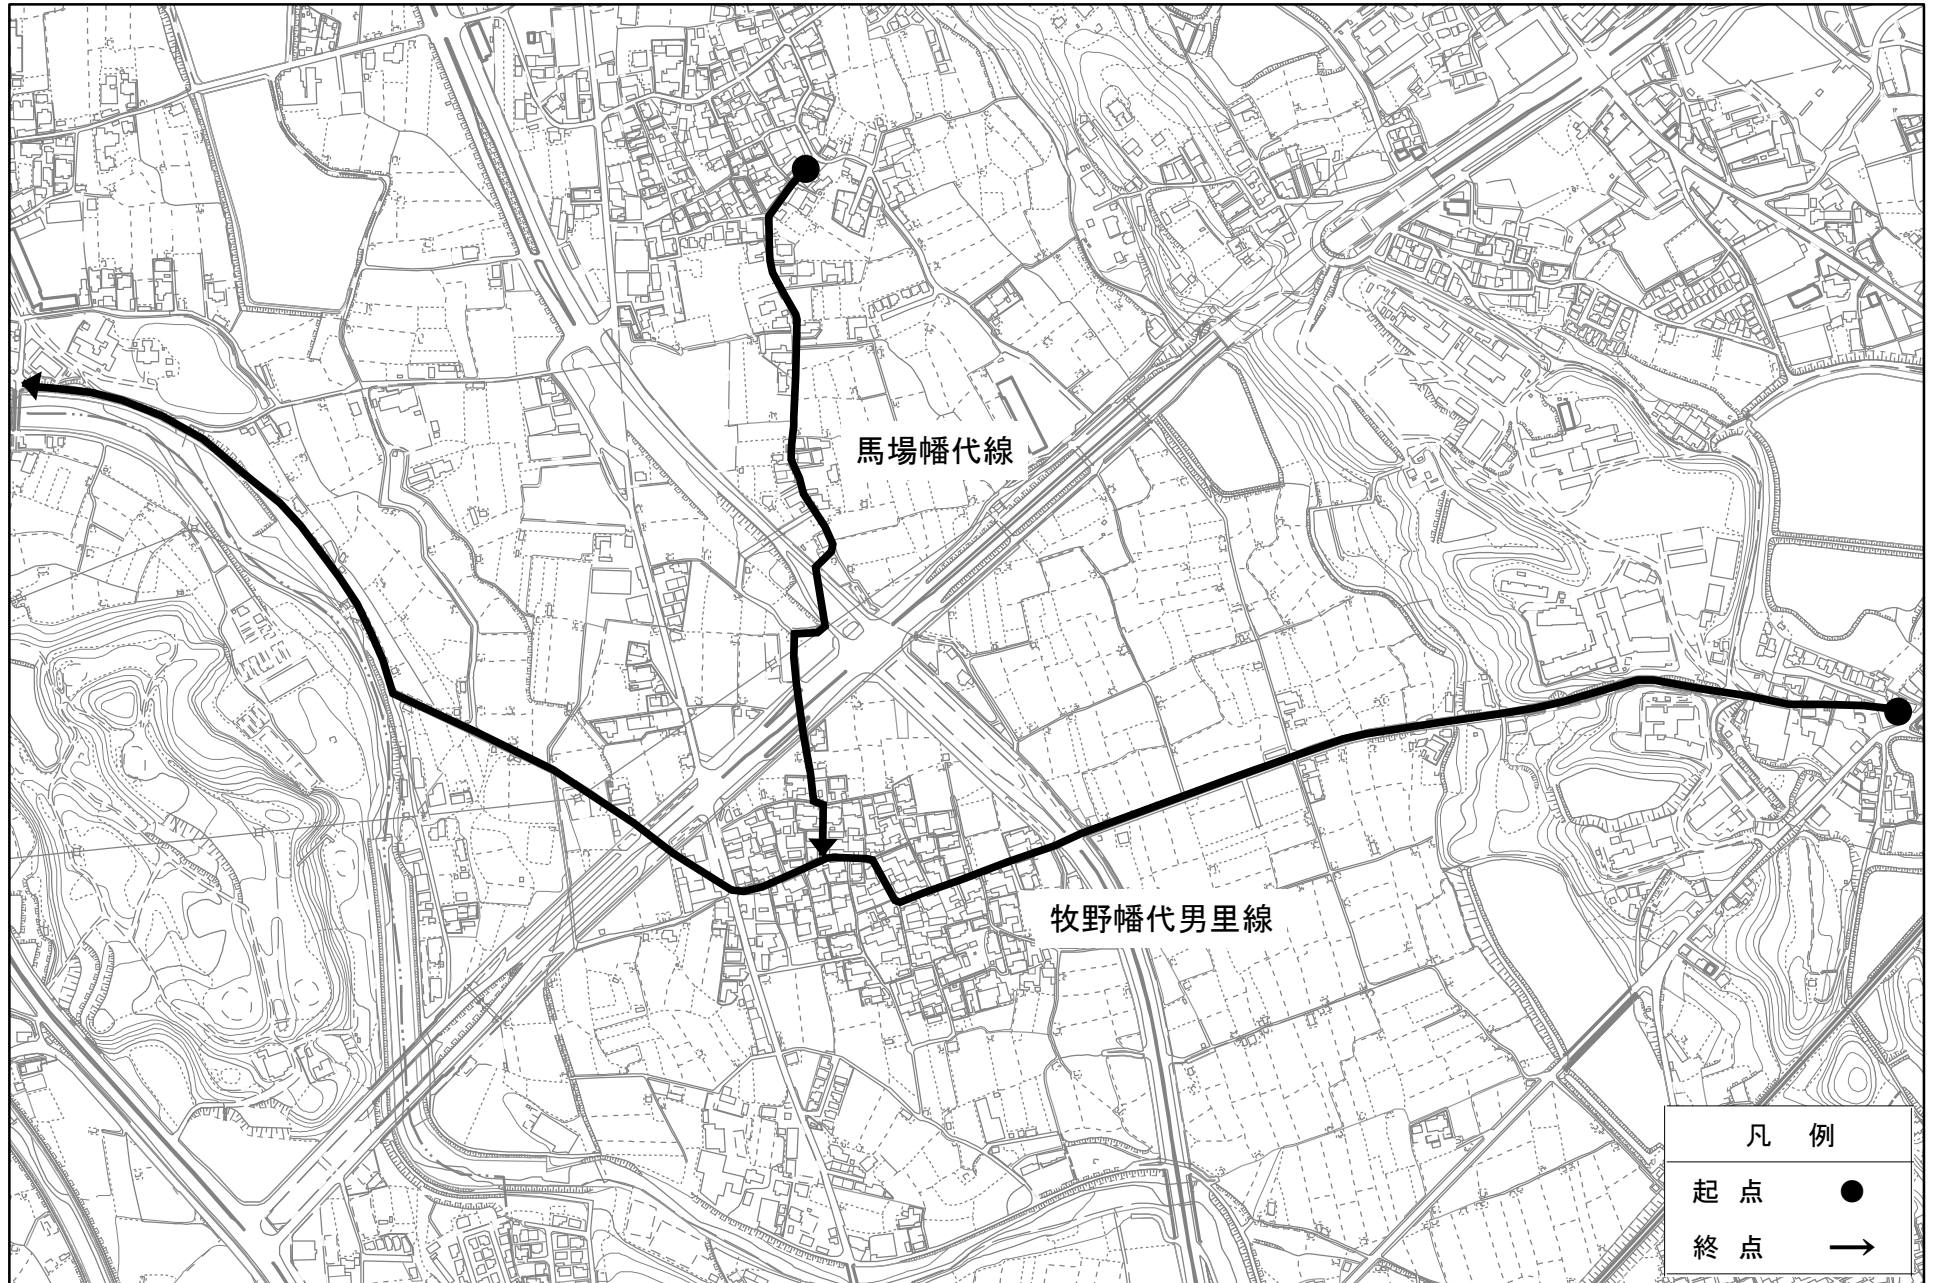 馬場幡代線
牧野幡代男里線
凡 例
起 点
終 点